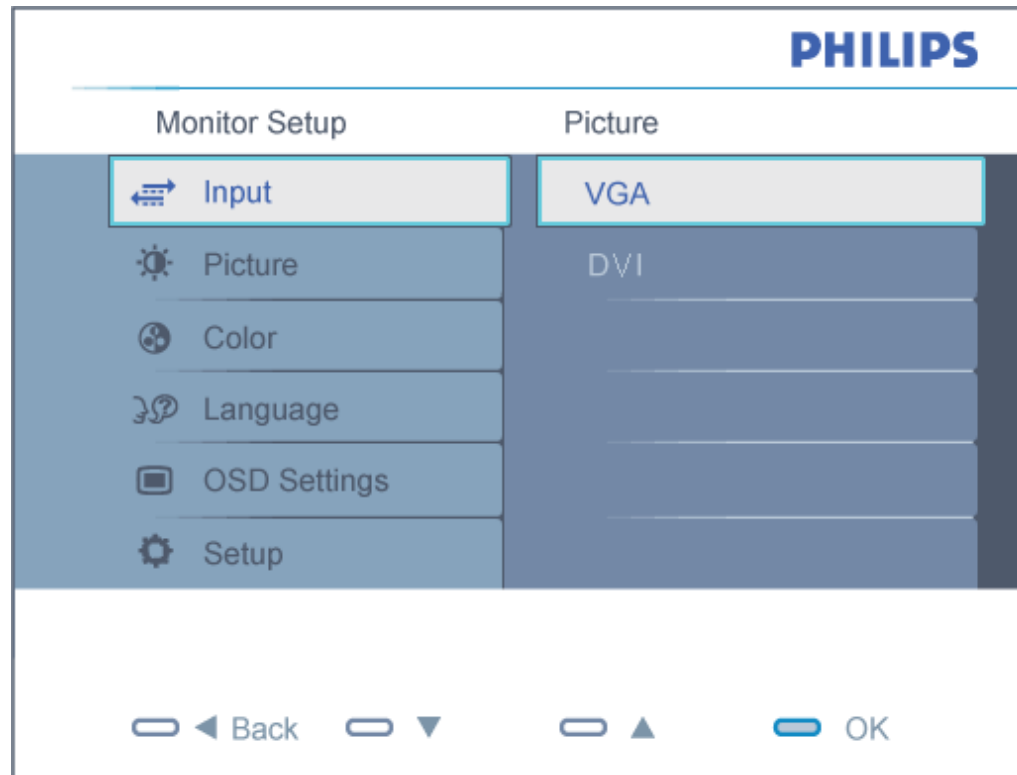 PHILIPS
Monitor Setup
Picture
Input
VGA
Picture
DVI
Color
Language
OSD Settings
Setup
Back
OK